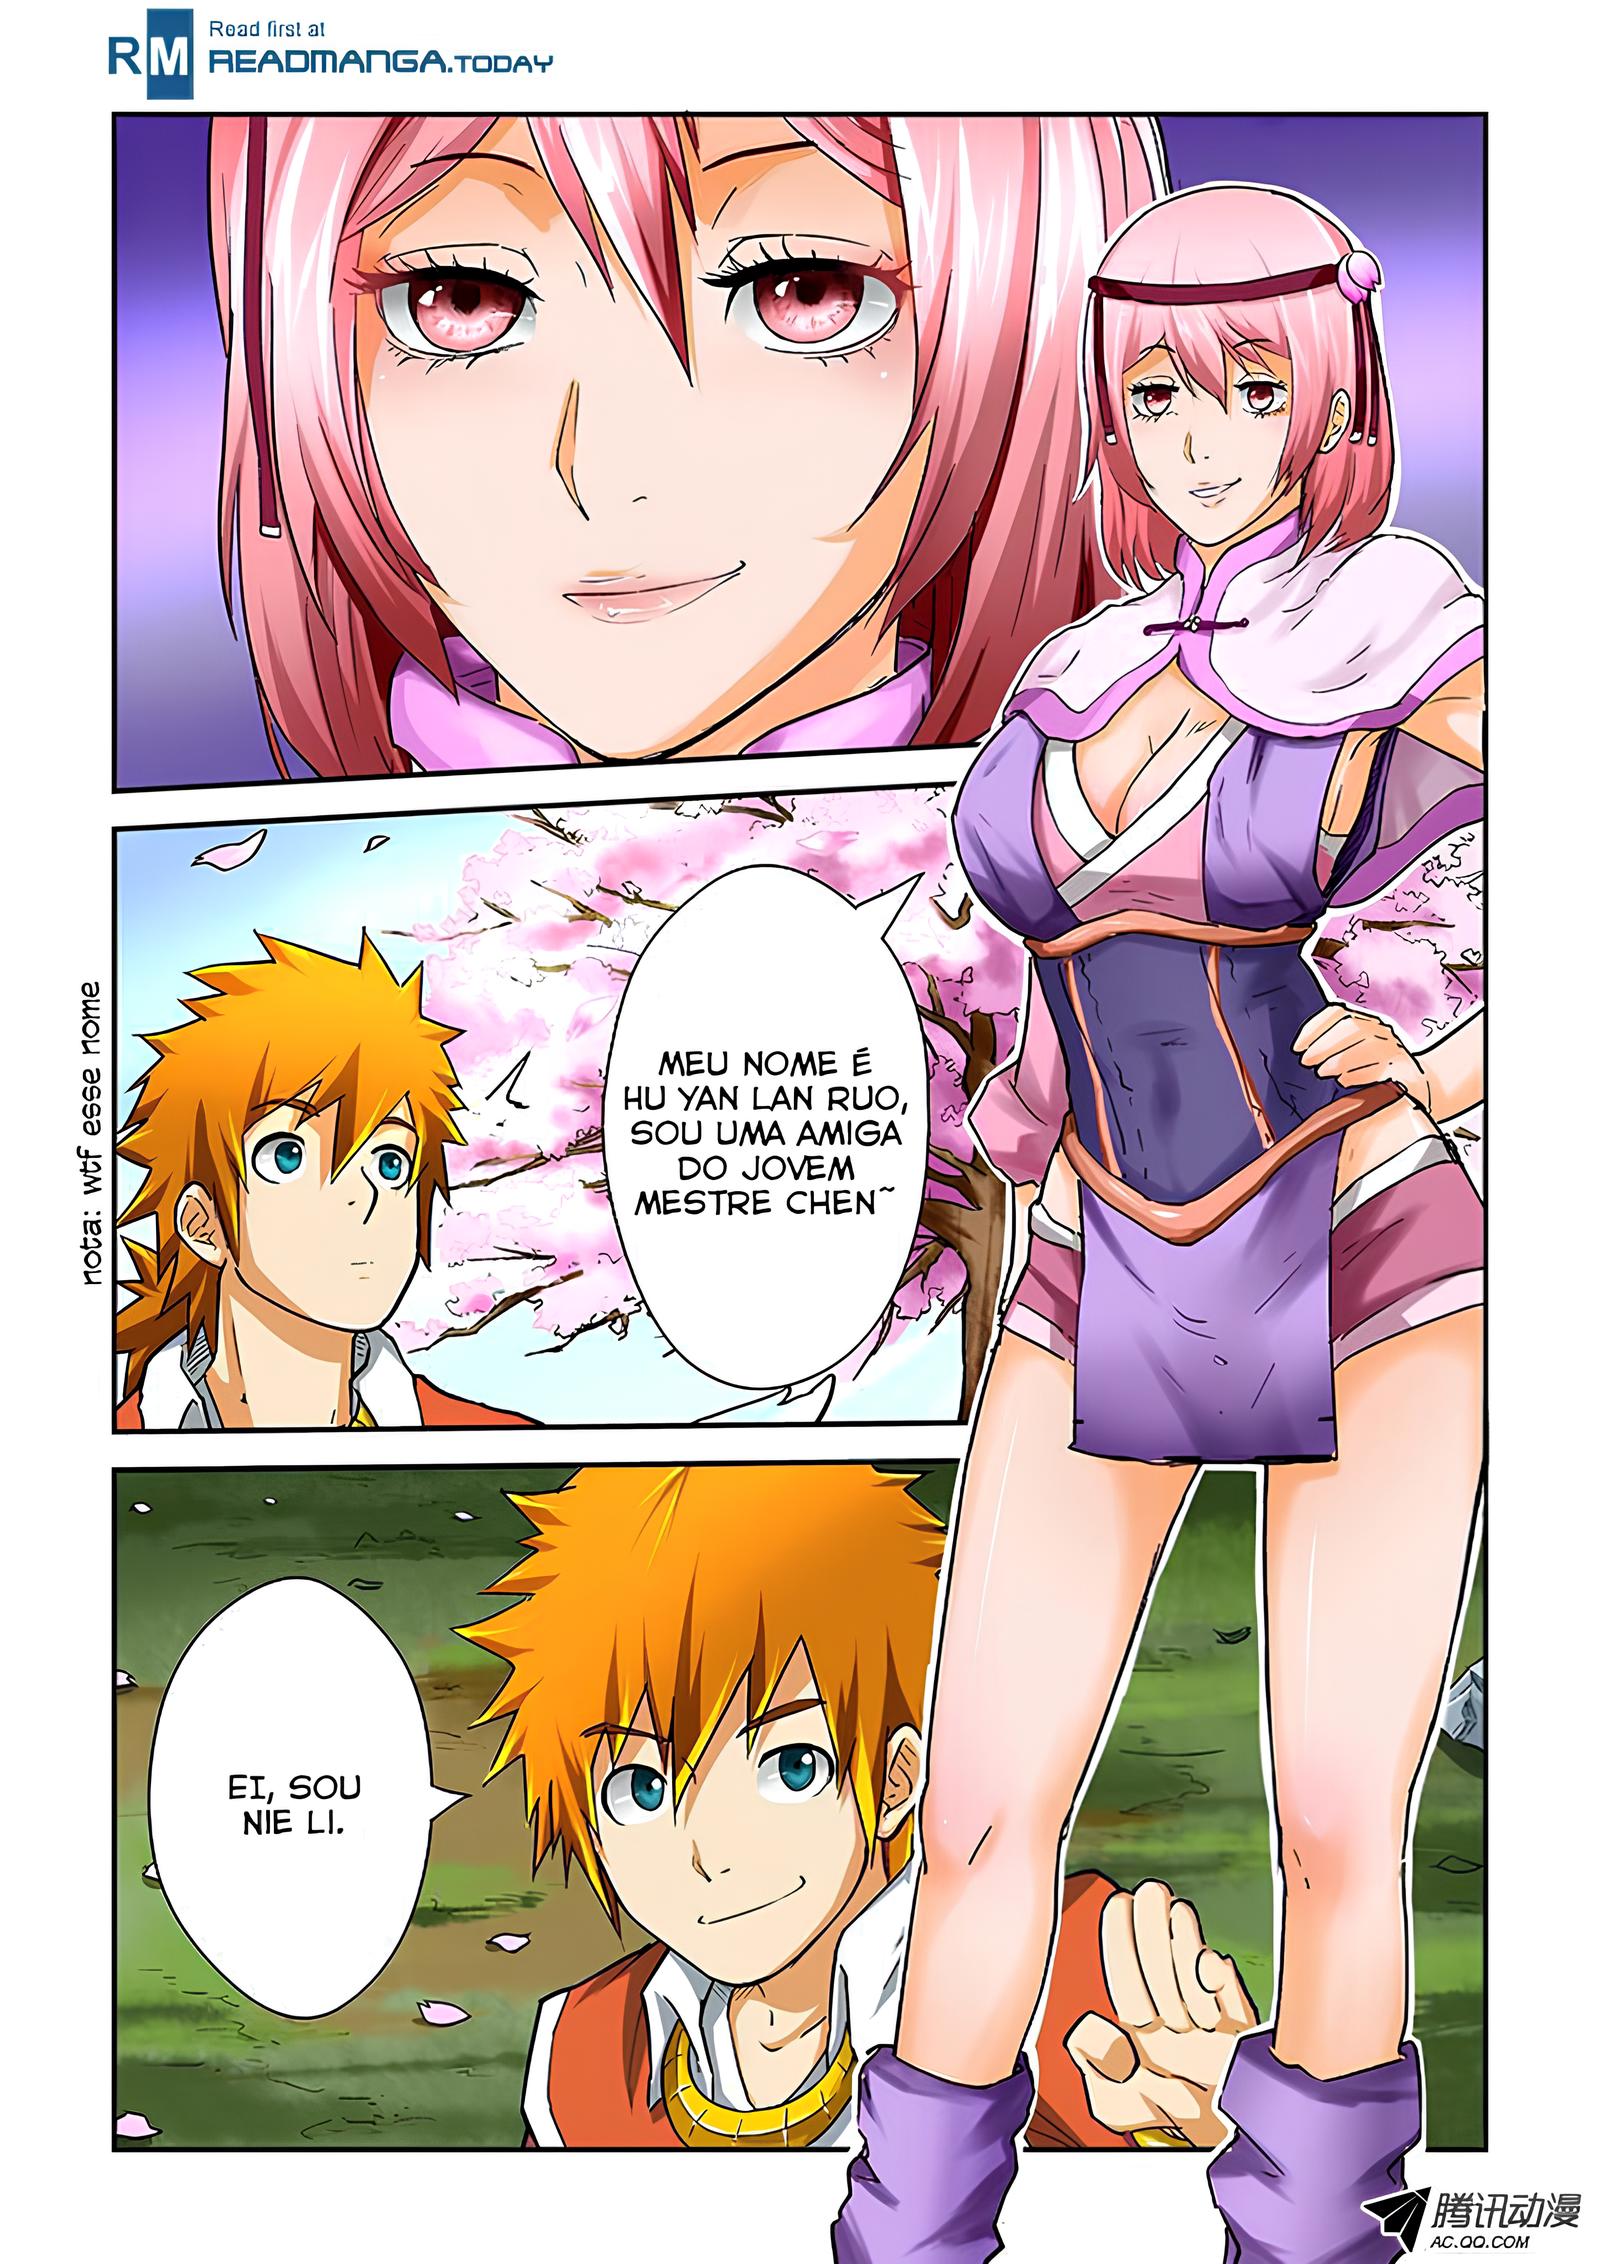 RM
Read first at
READMANGA.TODAY
nota: wtf esse nome
MEU NOME É
HU YAN LAN RUO,
SOU UMA AMIGA
DO JOVEM
MESTRE CHEN~
EI, SOU
NIE LI.
腾讯动漫
AC.QQ.COM